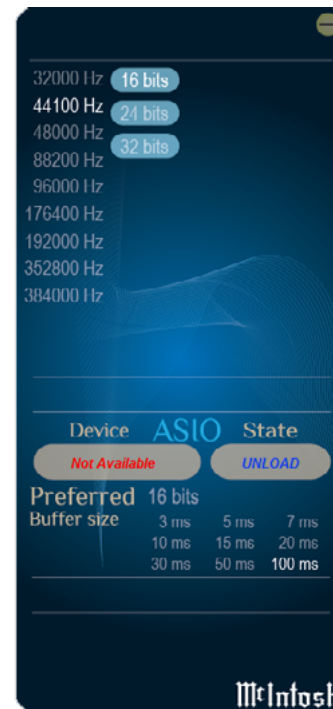 32000 Hz 16 bits
44100 Hz 24 bits
48000 Hz 32 bits
88200 Hz
96000 Hz
176400 Hz
192000 Hz
352800 Hz
384000 Hz
Device ASIO State
Not Available UNLOAD
Preferred 16 bits
Buffer size 3 ms 5 ms 7 ms
10 ms 15 ms 20 ms
30 ms 50 ms 100 ms
McIntosh